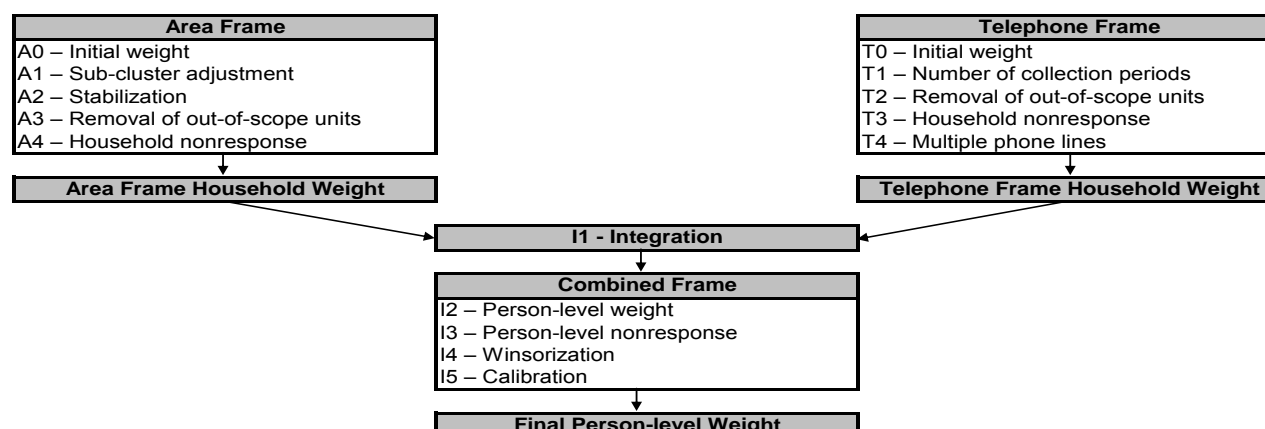 Area Frame
A0 – Initial weight
A1 – Sub-cluster adjustment
A2 – Stabilization
A3 – Removal of out-of-scope units
A4 – Household nonresponse
Area Frame Household Weight
Telephone Frame
T0 – Initial weight
T1 – Number of collection periods
T2 – Removal of out-of-scope units
T3 – Household nonresponse
T4 – Multiple phone lines
Telephone Frame Household Weight
I1 - Integration
Combined Frame
I2 – Person-level weight
I3 – Person-level nonresponse
I4 – Winsorization
I5 – Calibration
Final Person-level Weight